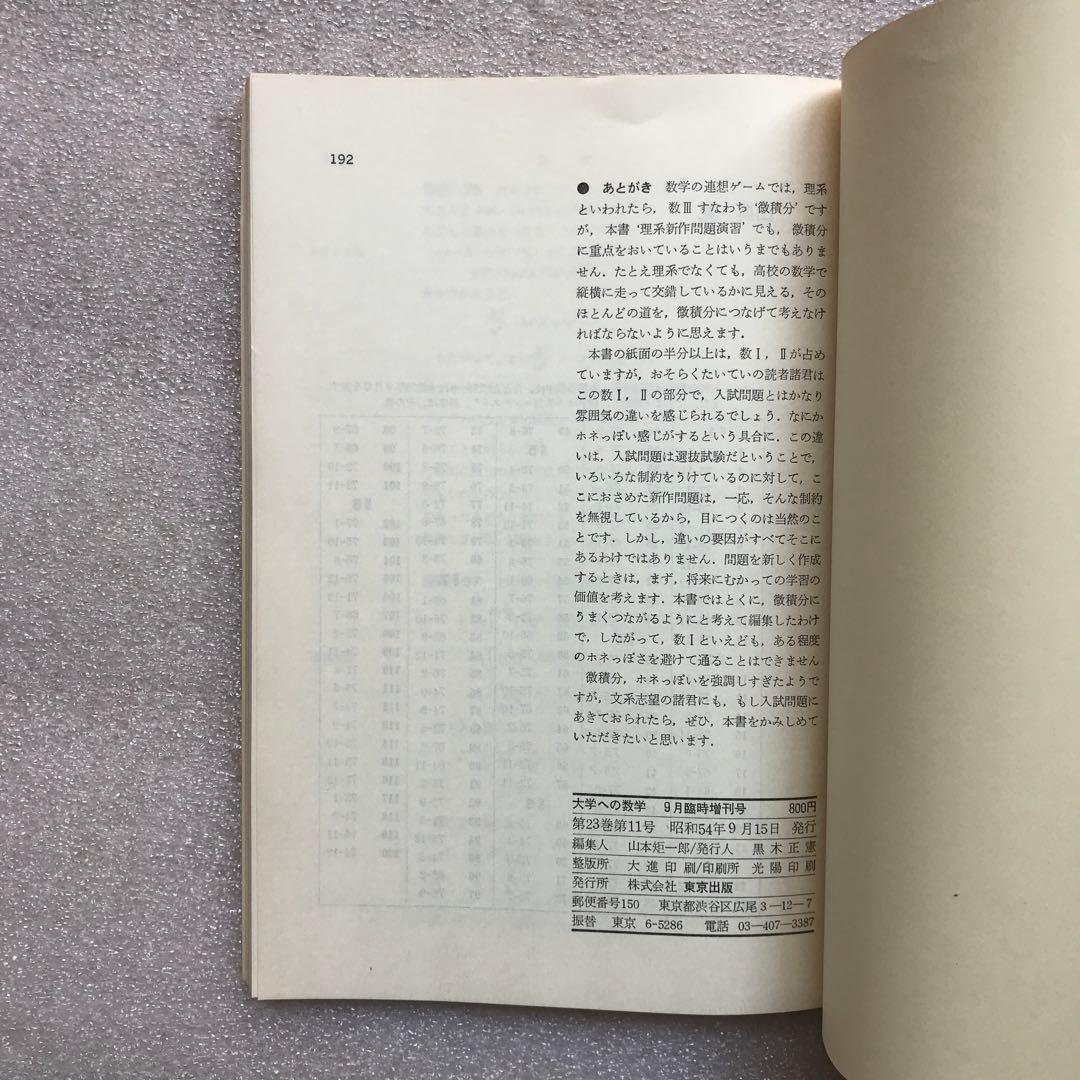 192
● あとがき 数学の連想ゲームでは，理系
といわれたら，数Ⅲすなわち‘微積分’です
が，本書‘理系新作問題演習’でも，微積分
に重点をおいていることはいうまでもありま
せん．たとえ理系でなくても，高校の数学で
縦横に走って交錯しているかに見える，その
ほとんどの道を，微積分につなげて考えなけ
ればならないように思えます．
本書の紙面の半分以上は，数Ⅰ，Ⅱが占め
ていますが，おそらくたいていの読者諸君は
この数Ⅰ，Ⅱの部分で，入試問題とはかなり
雰囲気の違いを感じられるでしょう．なにか
ホネっぽい感じがするという具合に．この違
いは，入試問題は選抜試験だということで，
いろいろな制約をうけているのに対して，こ
こにおさめた新作問題は，一応，そんな制約
を無視しているから，目につくのは当然のこ
とです．しかし，違いの要因がすべてそこに
あるわけではありません．問題を新しく作成
するときは，まず，将来にむかっての学習の
価値を考えます．本書ではとくに，微積分に
うまくつながるようにと考えて編集したわけ
で，したがって，数Ⅰといえども，ある程度
のホネっぽさを避けて通ることはできません
微積分，ホネっぽいを強調しすぎたようで
すが，文系志望の諸君にも，もし入試問題に
あきておられたら，ぜひ，本書をかみしめて
いただきたいと思います．
大学への数学 9月臨時増刊号 800円
第23巻第11号 昭和54年9月15日 発行
編集人 山本矩一郎/発行人 黒木正憲
整版所 大進印刷/印刷所 光陽印刷
発行所 株式会社 東京出版
郵便番号150 東京都渋谷区広尾3―12―7
振替 東京 6-5286 電話 03―407―3387